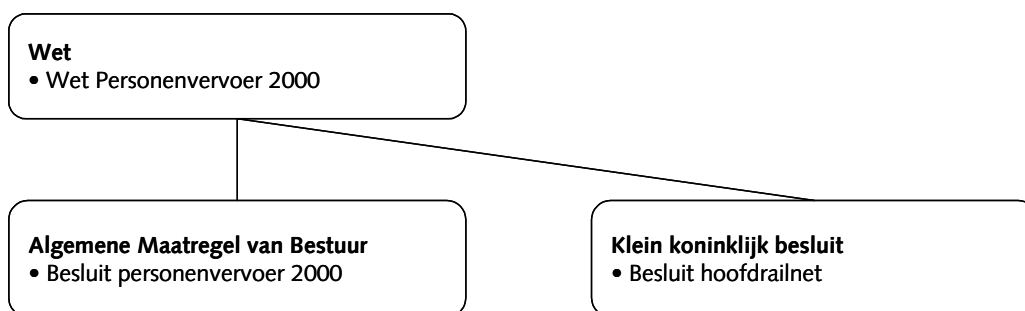 Wet
• Wet Personenvervoer 2000
Algemene Maatregel van Bestuur
• Besluit personenvervoer 2000
Klein koninklijk besluit
• Besluit hoofdrailnet